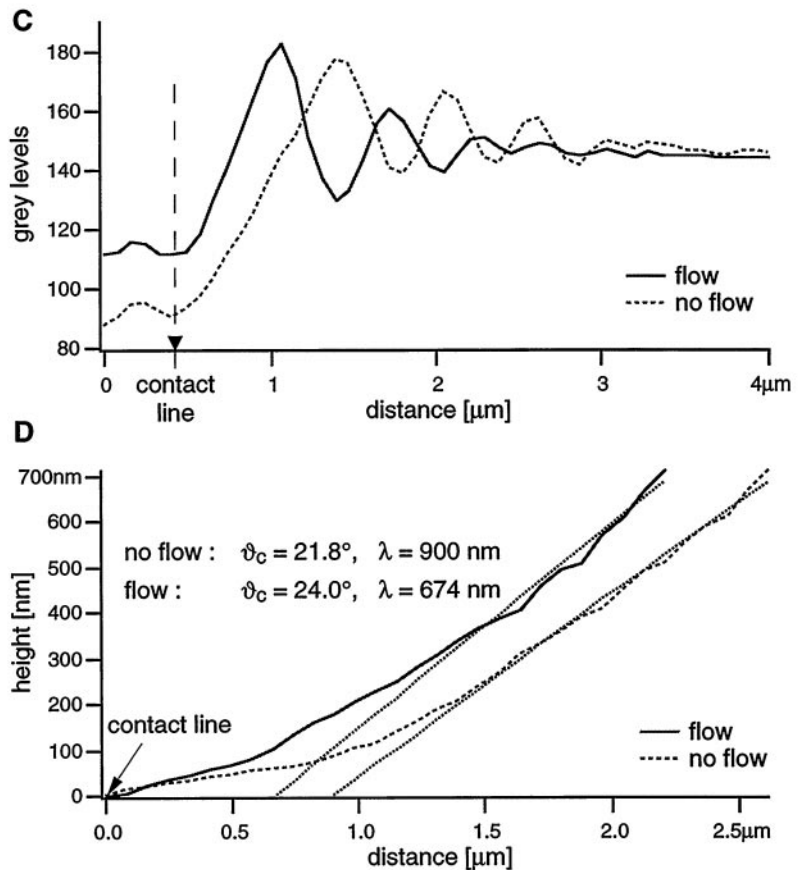 C
180
160
140
120
100
80
grey levels
flow
no flow
0
contact
line
1
2
3
4μm
distance [μm]
D
700nm
600
500
400
300
200
100
0
height [nm]
no flow : ϑc = 21.8°, λ = 900 nm
flow : ϑc = 24.0°, λ = 674 nm
contact line
flow
no flow
0.0
0.5
1.0
1.5
2.0
2.5μm
distance [μm]